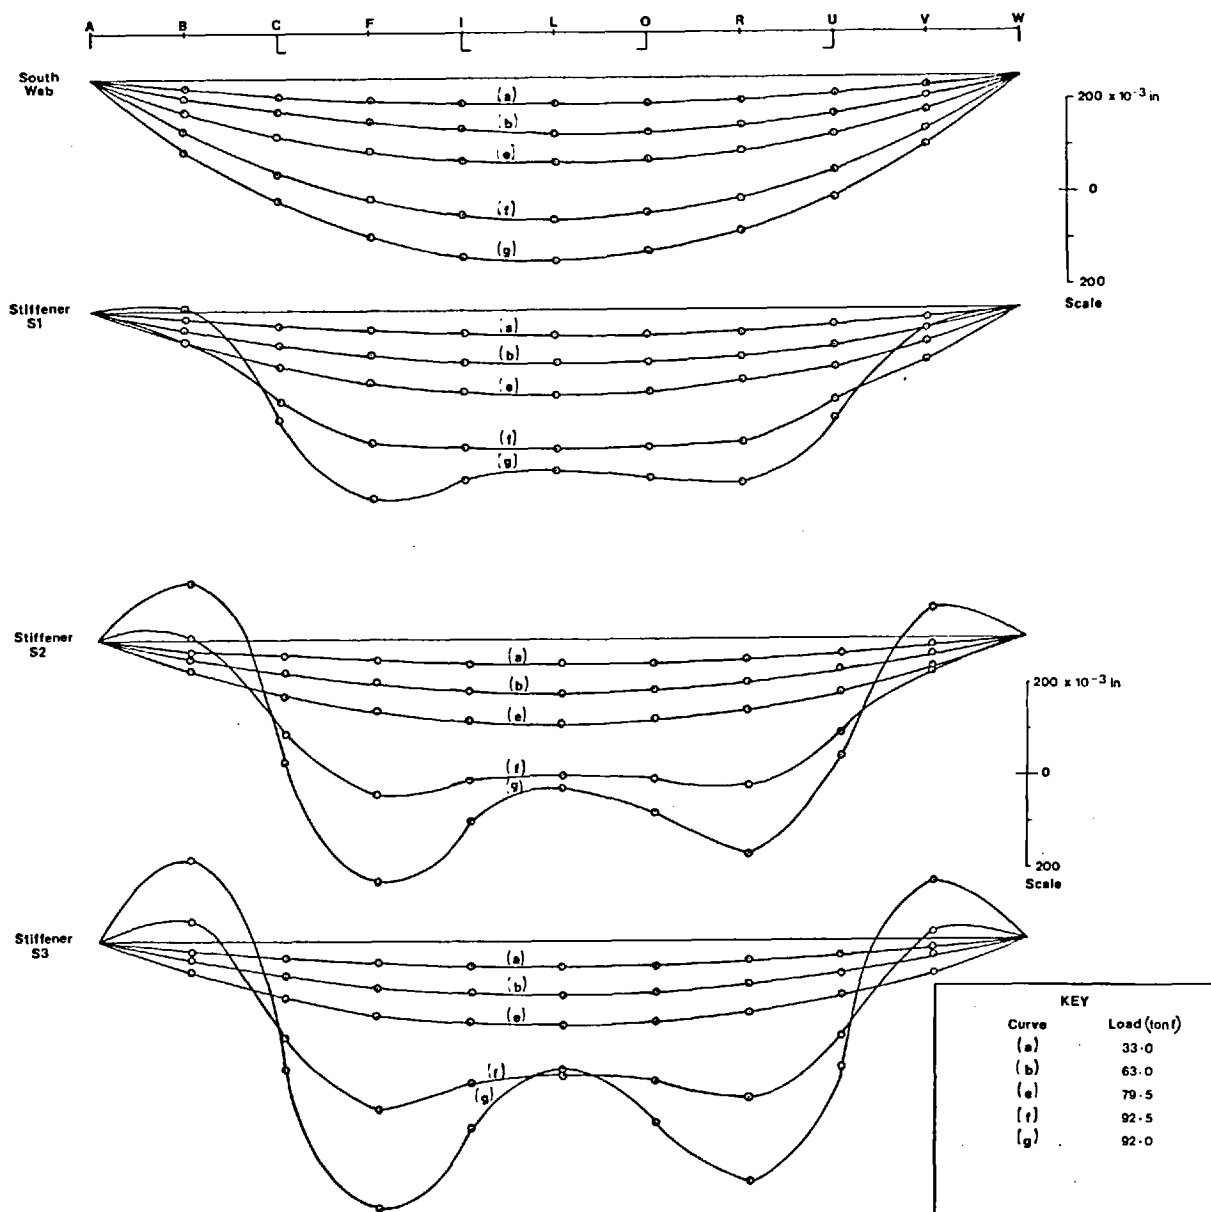 A B C F I L O R U V W
South
Web
(a)
(b)
(e)
(f)
(g)
200 x 10-3 in
0
200
Scale
Stiffener
S1
(a)
(b)
(e)
(f)
(g)
Stiffener
S2
(a)
(b)
(e)
(f)
(g)
200 x 10-3 in
0
200
Scale
Stiffener
S3
(a)
(b)
(e)
(f)
(g)
KEY
Curve Load (tonf)
(a) 33·0
(b) 63·0
(e) 79·5
(f) 92·5
(g) 92·0